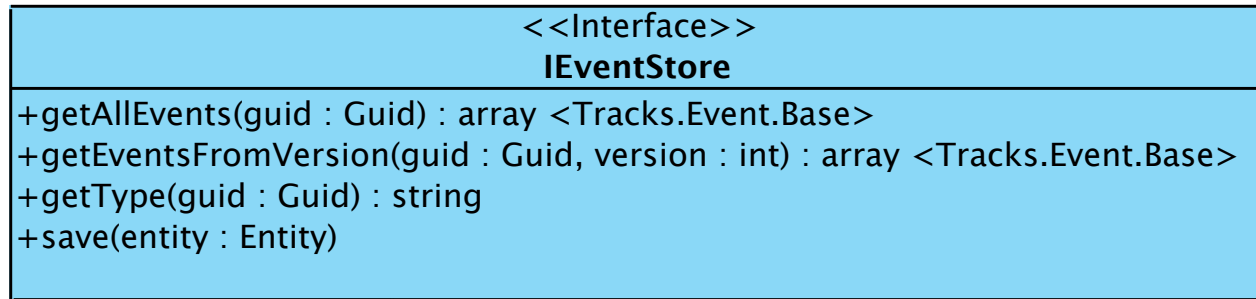 <<Interface>>
IEventStore
+getAllEvents(guid : Guid) : array <Tracks.Event.Base>
+getEventsFromVersion(guid : Guid, version : int) : array <Tracks.Event.Base>
+getType(guid : Guid) : string
+save(entity : Entity)